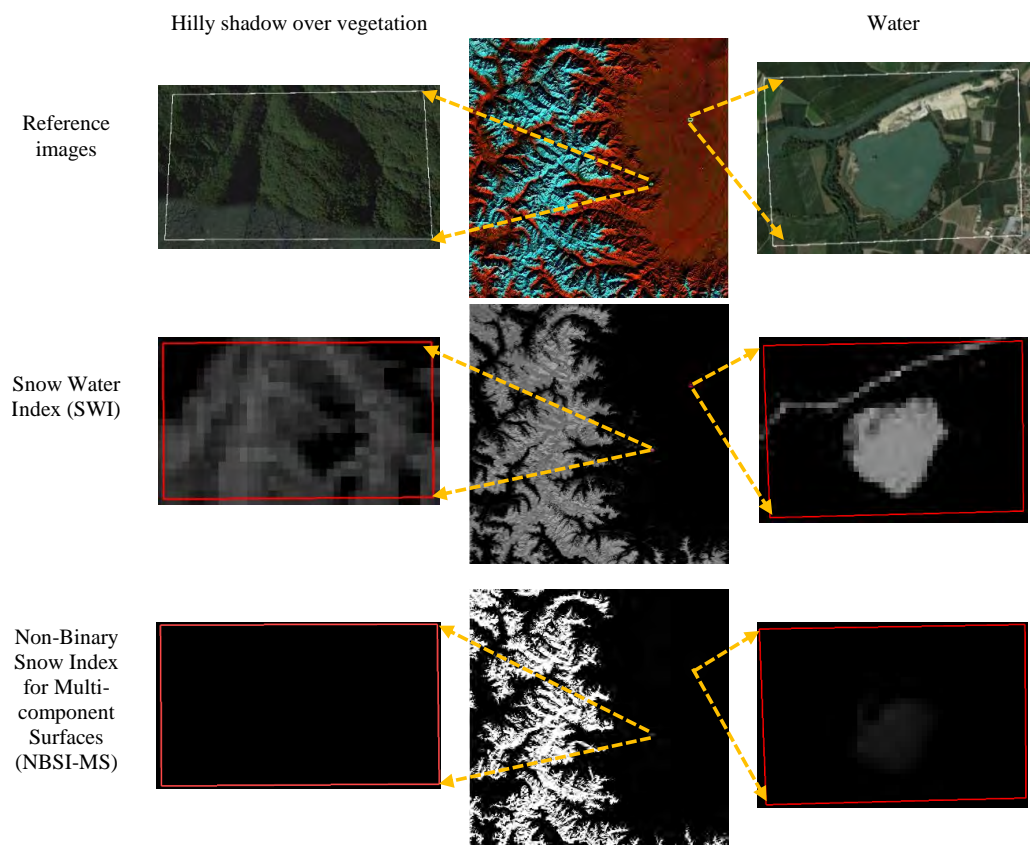 Hilly shadow over vegetation
Water
Reference
images
Snow Water
Index (SWI)
Non-Binary
Snow Index
for Multi-
component
Surfaces
(NBSI-MS)